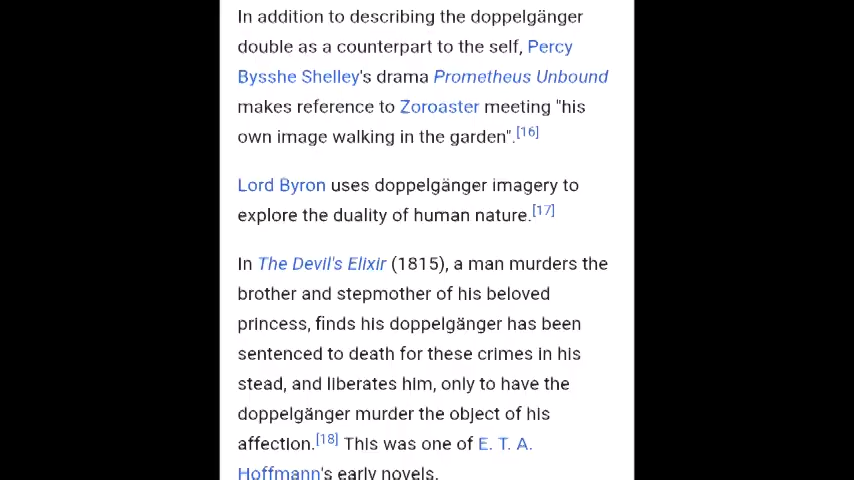 In addition to describing the doppelgänger
double as a counterpart to the self, Percy
Bysshe Shelley's drama Prometheus Unbound
makes reference to Zoroaster meeting "his
own image walking in the garden".[16]
Lord Byron uses doppelgänger imagery to
explore the duality of human nature.[17]
In The Devil's Elixir (1815), a man murders the
brother and stepmother of his beloved
princess, finds his doppelgänger has been
sentenced to death for these crimes in his
stead, and liberates him, only to have the
doppelgänger murder the object of his
affection.[18] This was one of E. T. A.
Hoffmann's early novels.